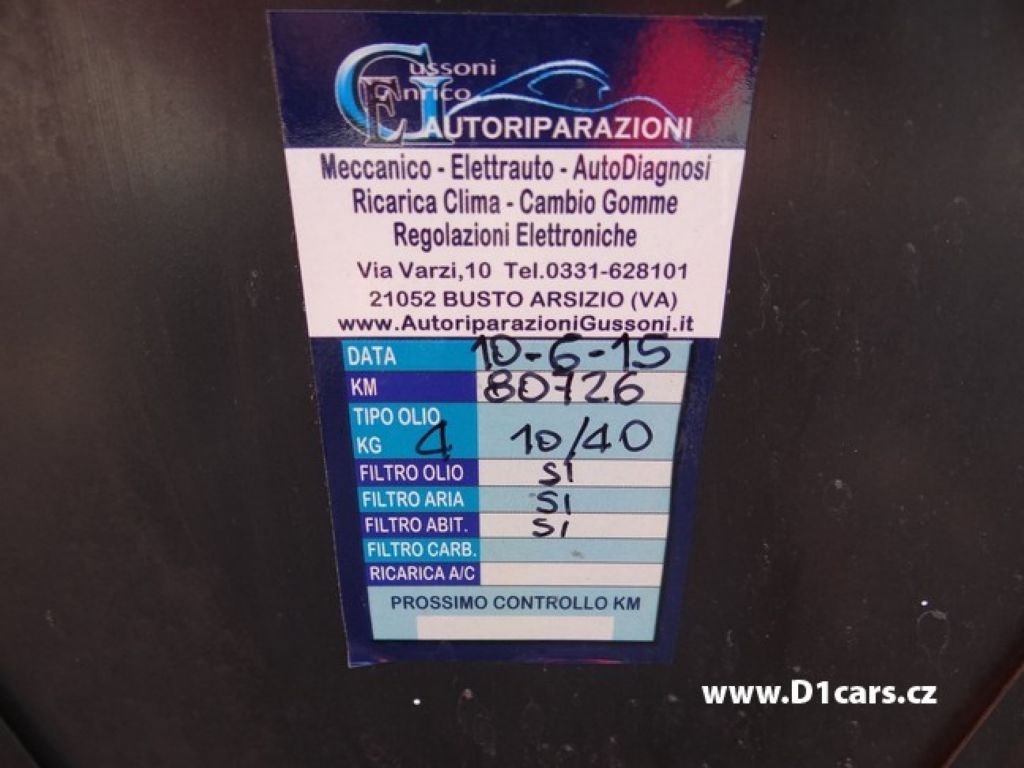 Gussoni
Enrico
AUTORIPARAZIONI
Meccanico - Elettrauto - AutoDiagnosi
Ricarica Clima - Cambio Gomme
Regolazioni Elettroniche
Via Varzi,10 Tel.0331-628101
21052 BUSTO ARSIZIO (VA)
www.AutoriparazioniGussoni.it
DATA 10-6-15
KM 80726
TIPO OLIO
KG 4 10/40
FILTRO OLIO SI
FILTRO ARIA SI
FILTRO ABIT. SI
FILTRO CARB.
RICARICA A/C
PROSSIMO CONTROLLO KM
www.D1cars.cz